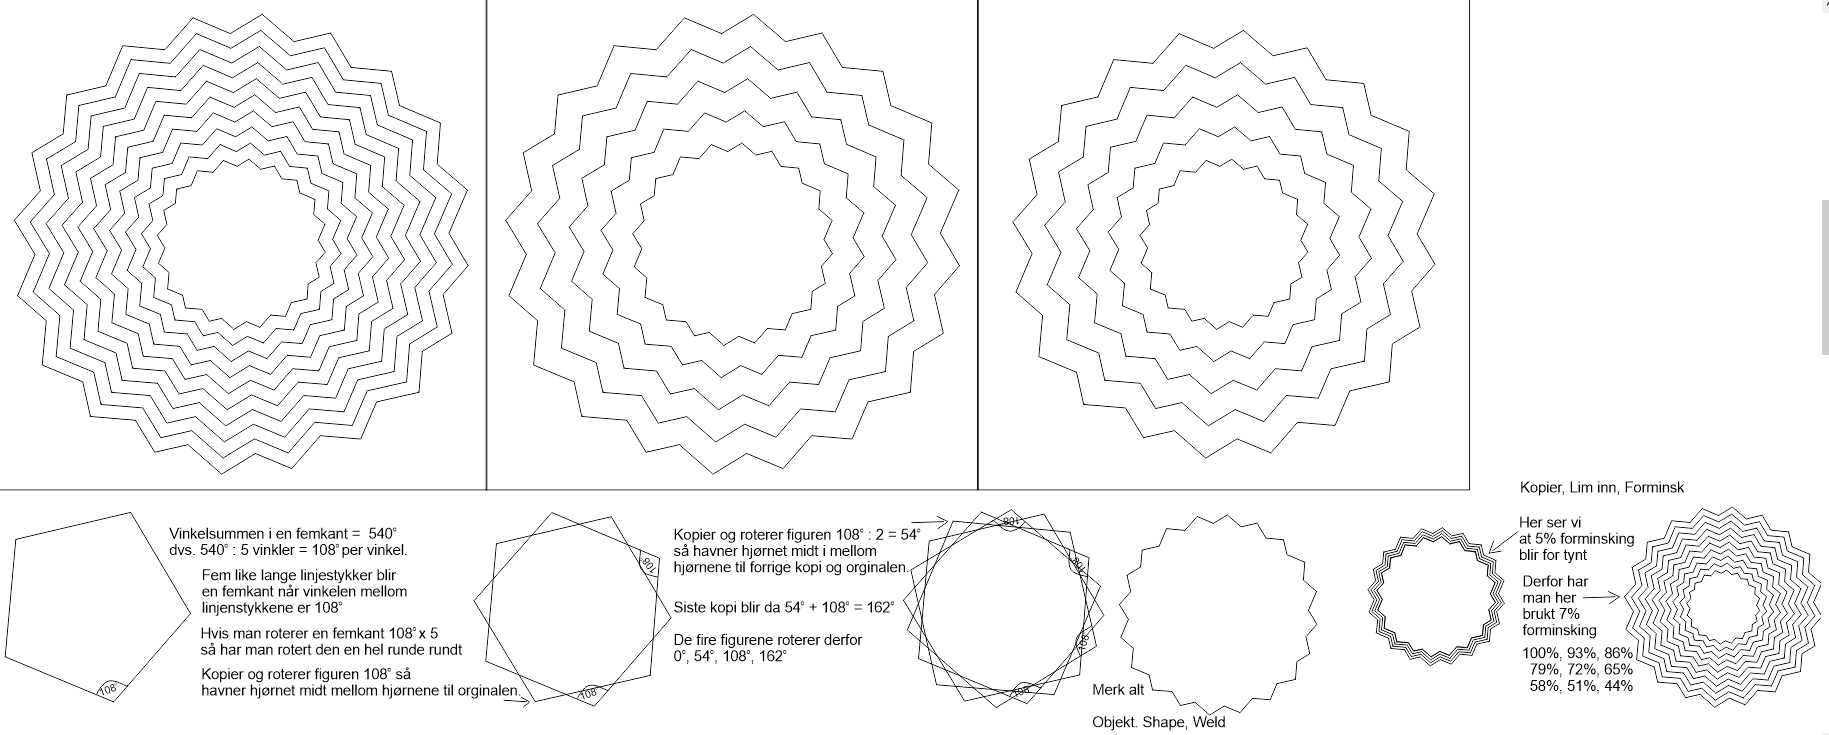 Vinkelsummen i en femkant = 540°
dvs. 540° : 5 vinkler = 108° per vinkel.
Fem like lange linjestykker blir
en femkant når vinkelen mellom
linjenstykkene er 108°
Hvis man roterer en femkant 108° x 5
så har man rotert den en hel runde rundt
Kopier og roterer figuren 108° så
havner hjørnet midt mellom hjørnene til orginalen.
108°
108°
108°
Kopier og roterer figuren 108° : 2 = 54°
så havner hjørnet midt i mellom
hjørnene til forrige kopi og orginalen.
Siste kopi blir da 54° + 108° = 162°
De fire figurene roterer derfor
0°, 54°, 108°, 162°
108°
108°
108°
108°
Merk alt
Objekt. Shape, Weld
Kopier, Lim inn, Forminsk
Her ser vi
at 5% forminsking
blir for tynt
Derfor har
man her
brukt 7%
forminsking
100%, 93%, 86%
79%, 72%, 65%
58%, 51%, 44%